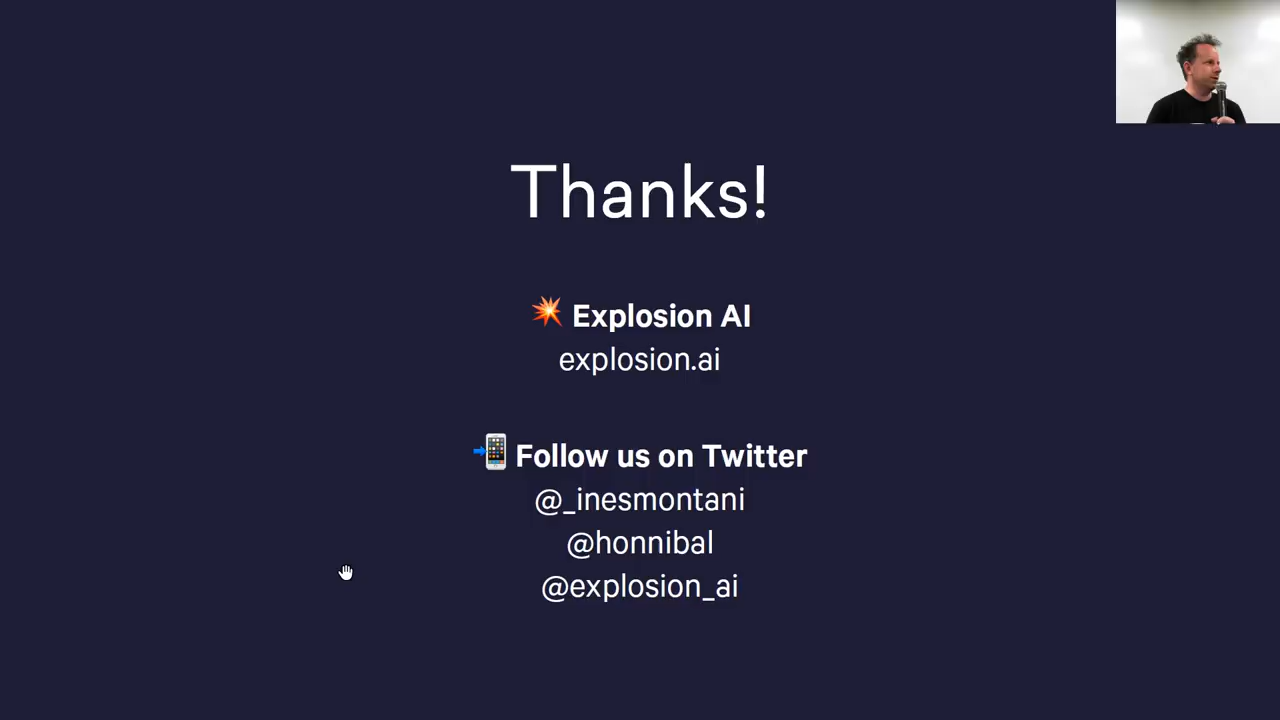 Thanks!
💥 Explosion AI
explosion.ai
📲 Follow us on Twitter
@_inesmontani
@honnibal
@explosion_ai